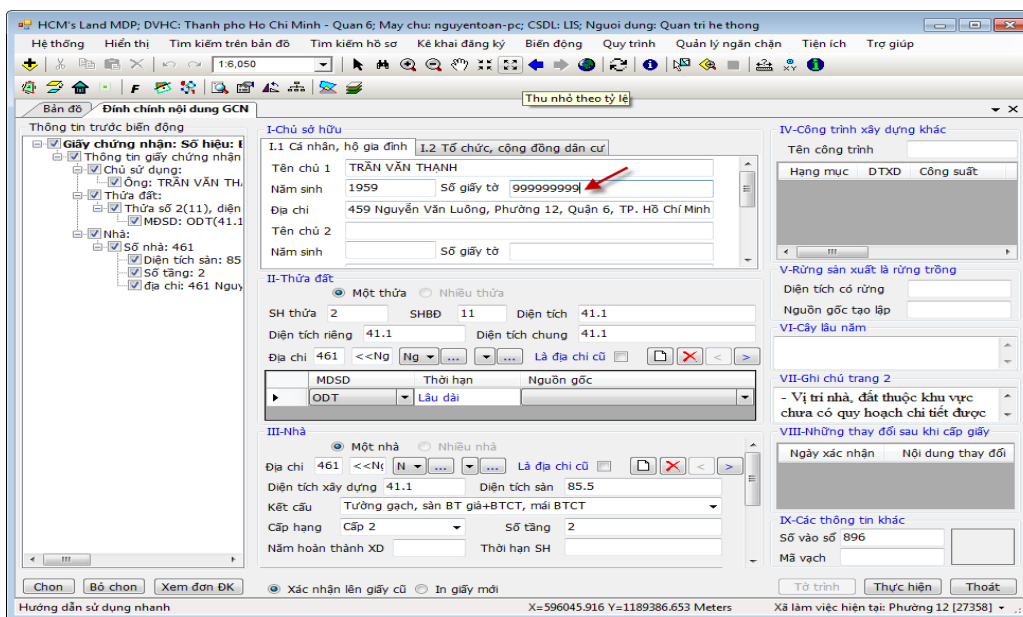 HCM's Land MDP; DVHC: Thanh pho Ho Chi Minh - Quan 6; May chu: nguyentoan-pc; CSDL: LIS; Nguoi dung: Quan tri he thong
Hệ thống Hiển thị Tìm kiếm trên bản đồ Tìm kiếm hồ sơ Kê khai đăng ký Biến động Quy trình Quản lý ngăn chặn Tiện ích Trợ giúp
1:6,050
Thu nhỏ theo tỷ lệ
Bản đồ Đính chính nội dung GCN
Thông tin trước biến động
Giấy chứng nhận: Số hiệu:
Thông tin giấy chứng nhận
Chủ sử dụng:
Ông: TRẦN VĂN TH
Thửa đất:
Thửa số 2(11), diện
MĐSD: ODT(41.1
Nhà:
Số nhà: 461
Diện tích sàn: 85
Số tầng: 2
địa chỉ: 461 Nguy
I-Chủ sở hữu
I.1 Cá nhân, hộ gia đình I.2 Tổ chức, cộng đồng dân cư
Tên chủ 1 TRẦN VĂN THẠNH
Năm sinh 1959 Số giấy tờ 999999999
Địa chỉ 459 Nguyễn Văn Luông, Phường 12, Quận 6, TP. Hồ Chí Minh
Tên chủ 2
Năm sinh Số giấy tờ
II-Thửa đất
Một thửa Nhiều thửa
SH thửa 2 SHBĐ 11 Diện tích 41.1
Diện tích riêng 41.1 Diện tích chung 41.1
Địa chỉ 461 <<Ng Ng ... ... Là địa chỉ cũ < >
MDSD Thời hạn Nguồn gốc
ODT Lâu dài
III-Nhà
Một nhà Nhiều nhà
Địa chỉ 461 <<Ng N ... ... Là địa chỉ cũ < >
Diện tích xây dựng 41.1 Diện tích sàn 85.5
Kết cấu Tường gạch, sàn BT giả+BTCT, mái BTCT
Cấp hạng Cấp 2 Số tầng 2
Năm hoàn thành XD Thời hạn SH
IV-Công trình xây dựng khác
Tên công trình
Hạng mục DTXD Công suất
V-Rừng sản xuất là rừng trồng
Diện tích có rừng
Nguồn gốc tạo lập
VI-Cây lâu năm
VII-Ghi chú trang 2
- Vị trí nhà, đất thuộc khu vực
chưa có quy hoạch chi tiết được
VIII-Những thay đổi sau khi cấp giấy
Ngày xác nhận Nội dung thay đổi
IX-Các thông tin khác
Số vào sổ 896
Mã vạch
Chọn Bỏ chọn Xem đơn ĐK Xác nhận lên giấy cũ In giấy mới Tờ trình Thực hiện Thoát
Hướng dẫn sử dụng nhanh X=596045.916 Y=1189386.653 Meters Xã làm việc hiện tại: Phường 12 [27358]